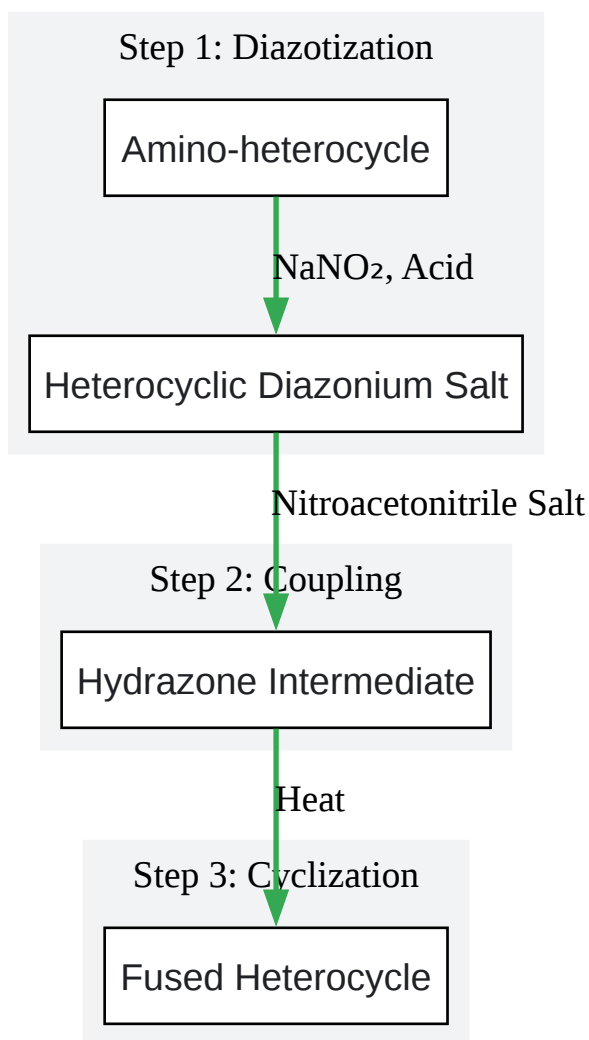 Step 1: Diazotization
Amino-heterocycle
NaNO₂, Acid
Heterocyclic Diazonium Salt
Nitroacetonitrile Salt
Step 2: Coupling
Hydrazone Intermediate
Heat
Step 3: Cyclization
Fused Heterocycle